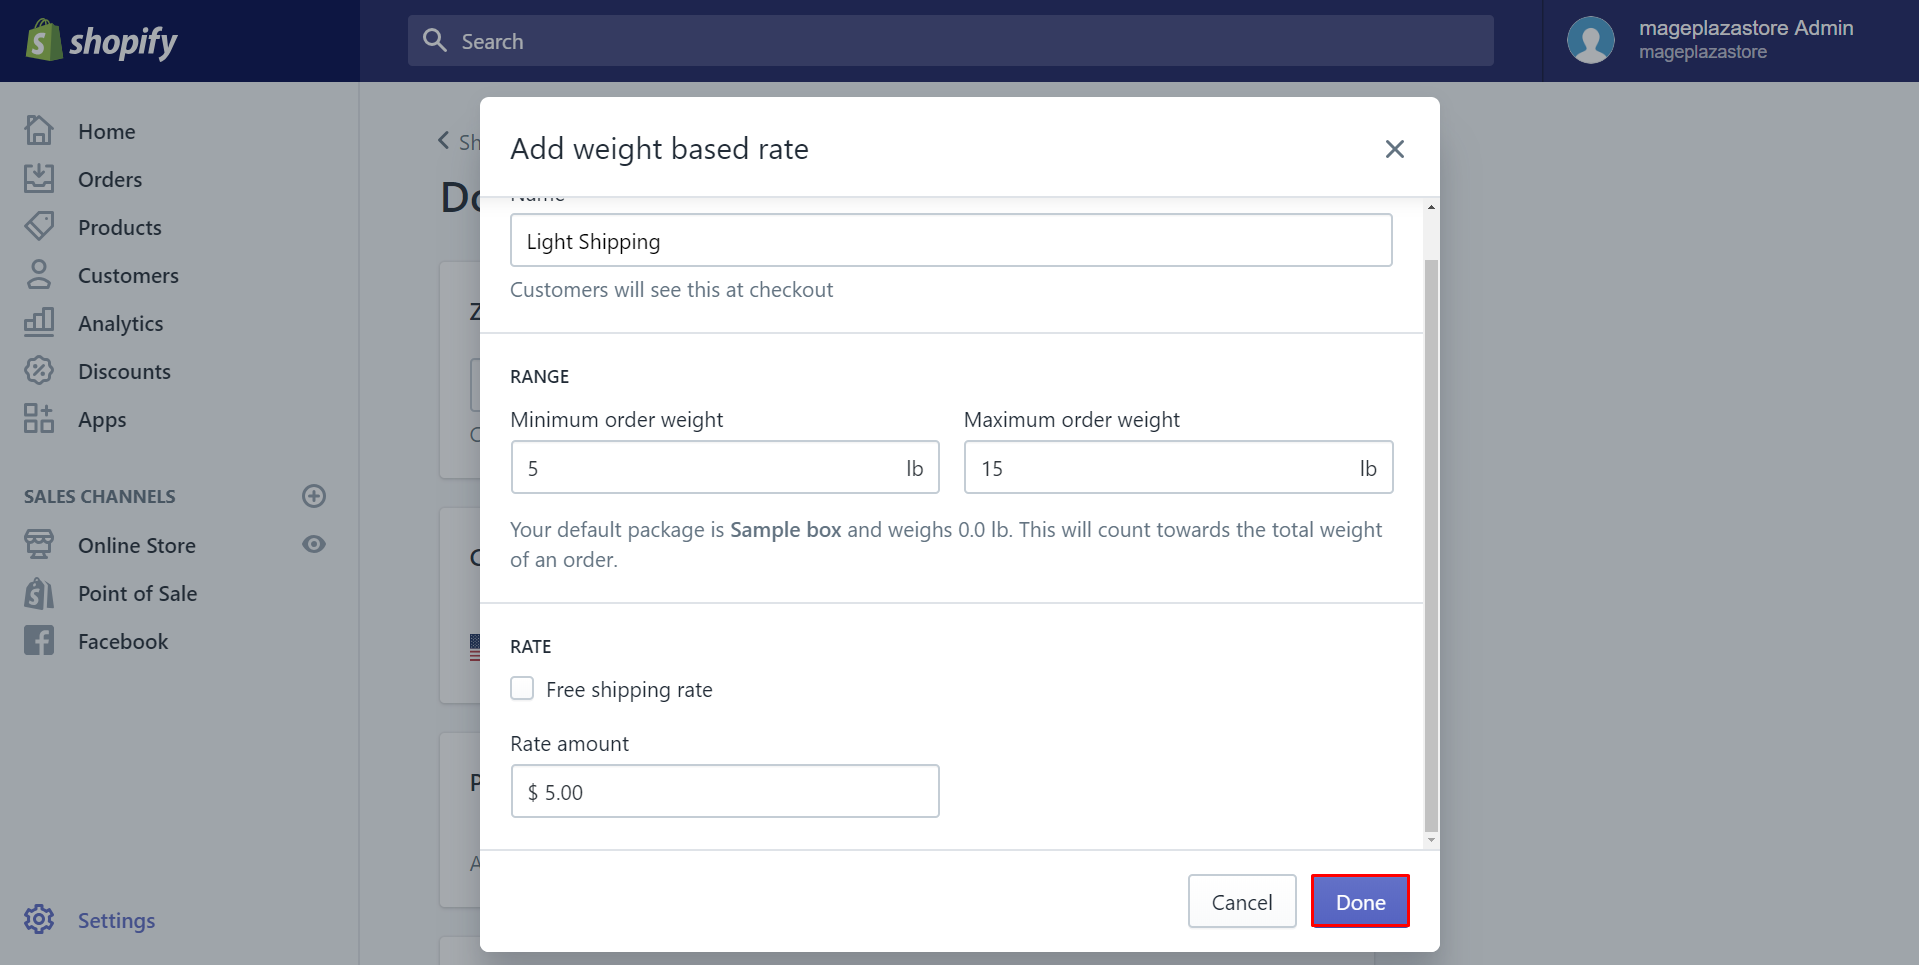 shopify
Search
mageplazastore Admin
mageplazastore
Home
Orders
Products
Customers
Analytics
Discounts
Apps
SALES CHANNELS
Online Store
Point of Sale
Facebook
Settings
Sh
Do
Add weight based rate
Name
Light Shipping
Customers will see this at checkout
RANGE
Minimum order weight
Maximum order weight
5 lb
15 lb
Your default package is Sample box and weighs 0.0 lb. This will count towards the total weight
of an order.
RATE
Free shipping rate
Rate amount
$ 5.00
Cancel
Done